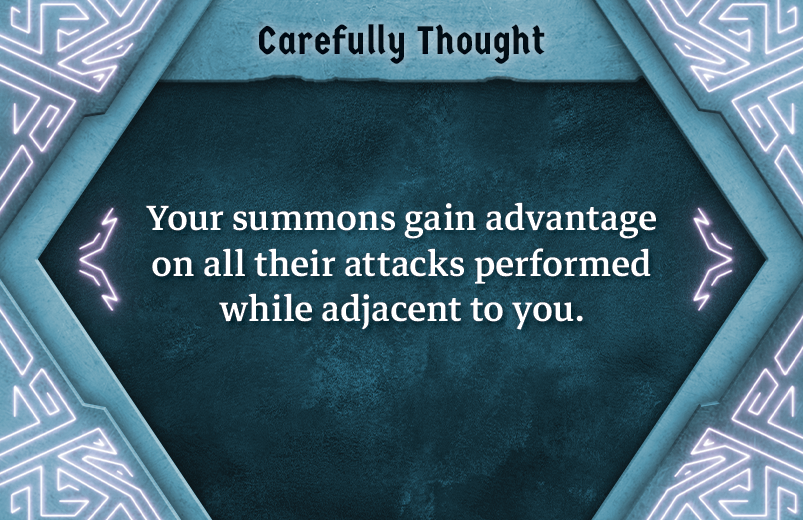 Carefully Thought
Your summons gain advantage
on all their attacks performed
while adjacent to you.